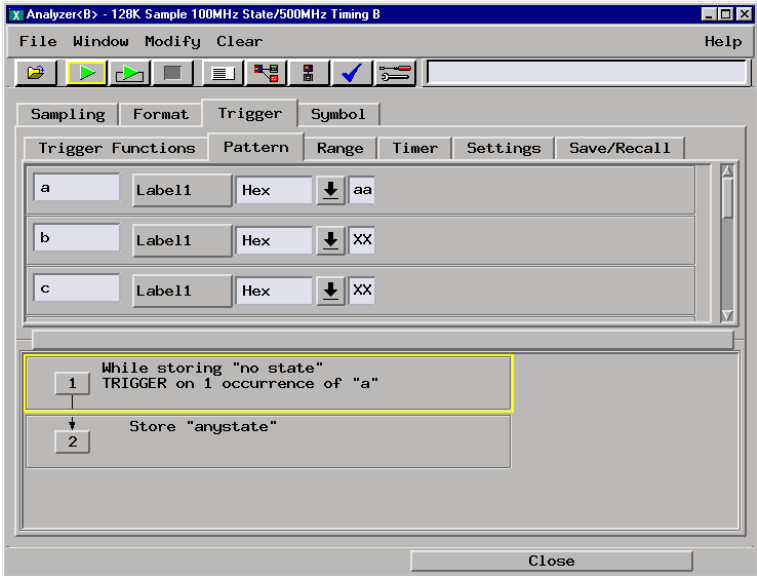 Analyzer<B> - 128K Sample 100MHz State/500MHz Timing B
File Window Modify Clear Help
Sampling Format Trigger Symbol
Trigger Functions Pattern Range Timer Settings Save/Recall
a Label1 Hex aa
b Label1 Hex XX
c Label1 Hex XX
While storing "no state"
1 TRIGGER on 1 occurrence of "a"
Store "anystate"
2
Close